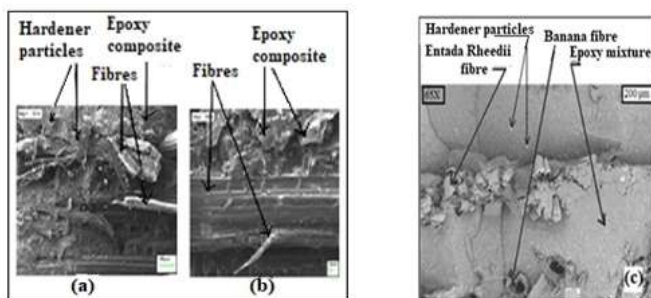 Hardener
particles
Epoxy
composite
Fibres
(a)
Fibres
Epoxy
composite
(b)
Hardener particles
Banana fibre
Entada Rheedii
fibre
Epoxy mixture
65X
200 µm
(c)